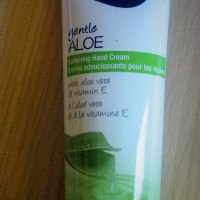 gentle
ALOE
Softening Hand Cream
Crème adoucissante pour les mains
with aloe vera
& vitamin E
à l'aloe vera
& à la vitamine E